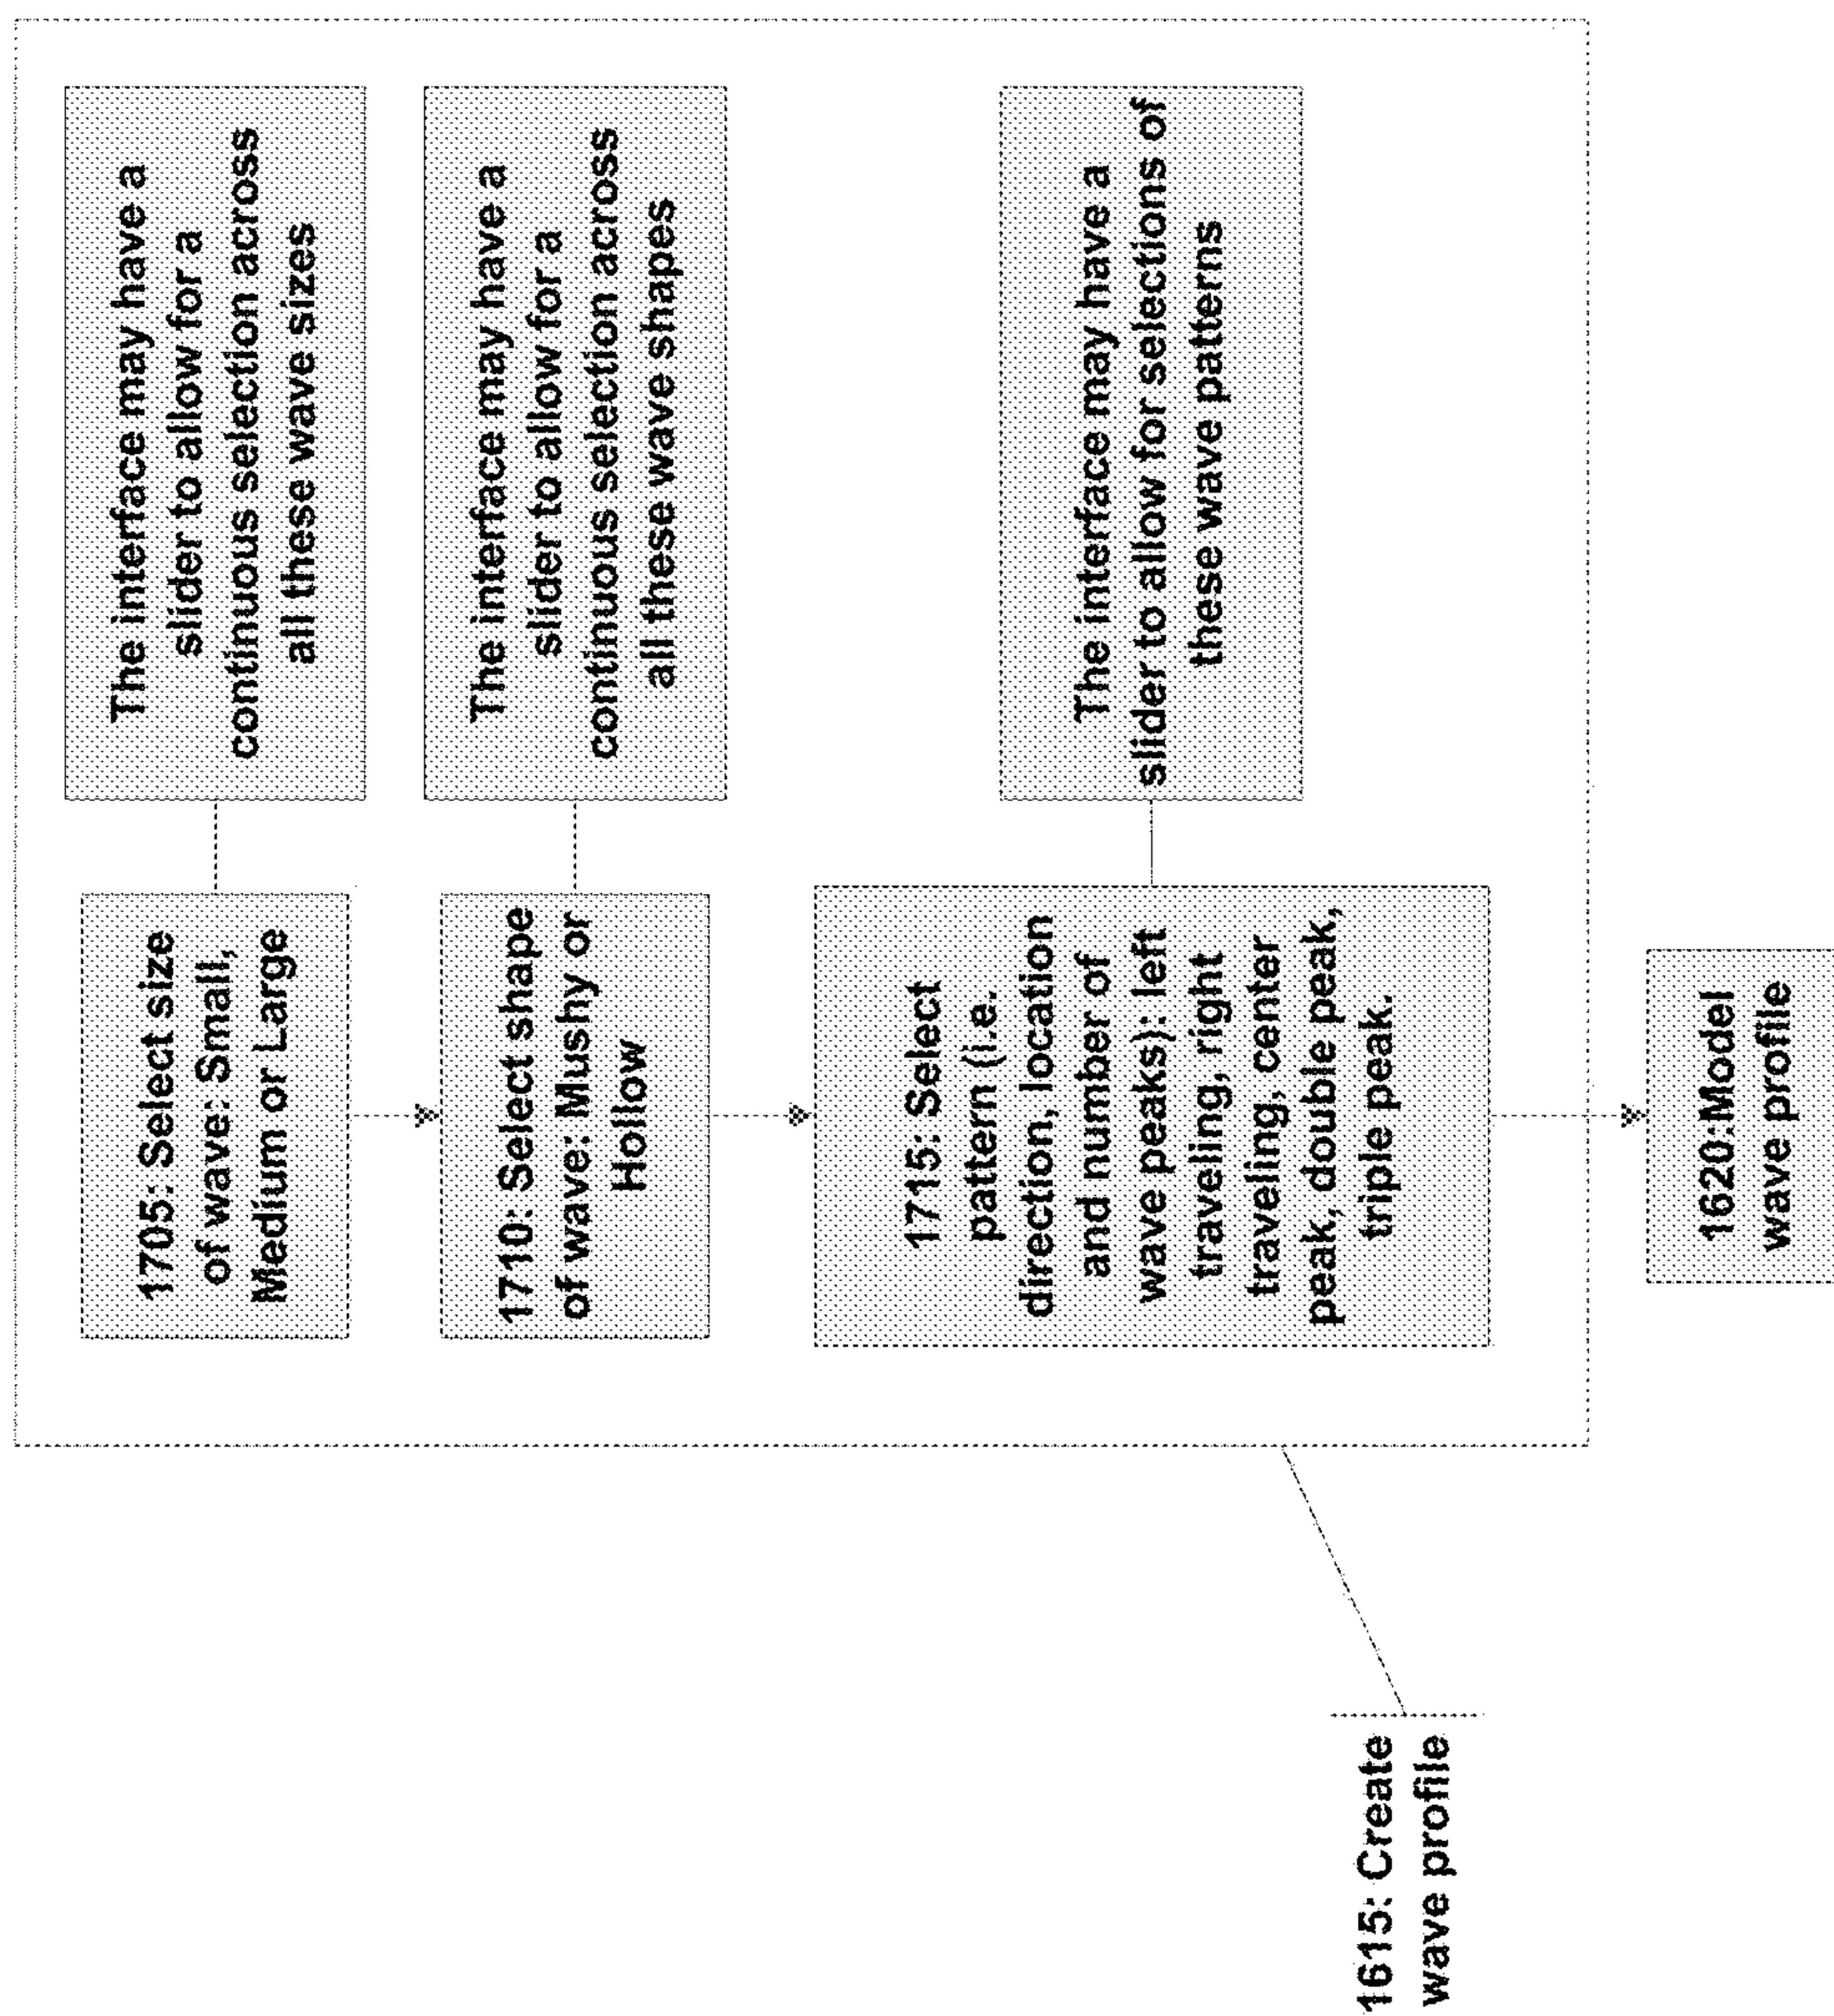 1705: Select size
of wave: Small,
Medium or Large
The interface may have a
slider to allow for a
continuous selection across
all these wave sizes
1710: Select shape
of wave: Mushy or
Hollow
The interface may have a
slider to allow for a
continuous selection across
all these wave shapes
1715: Select
pattern (i.e.
direction, location
and number of
wave peaks): left
traveling, right
traveling, center
peak, double peak,
triple peak.
The interface may have a
slider to allow for selections of
these wave patterns
1615: Create
wave profile
1620:Model
wave profile